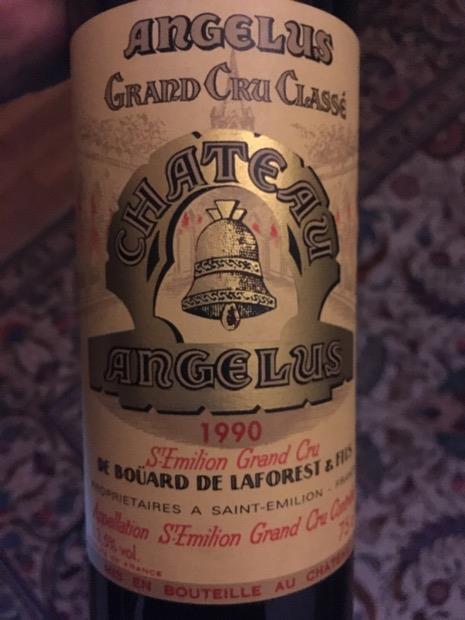 ANGELUS
GRAND CRU CLASSÉ
CHATEAU
ANGELUS
1990
St Emilion Grand Cru
DE BOÜARD DE LAFOREST & FILS
PROPRIETAIRES A SAINT-EMILION -
Appellation St Emilion Grand Cru
vol.
FRANCE
MIS EN BOUTEILLE AU